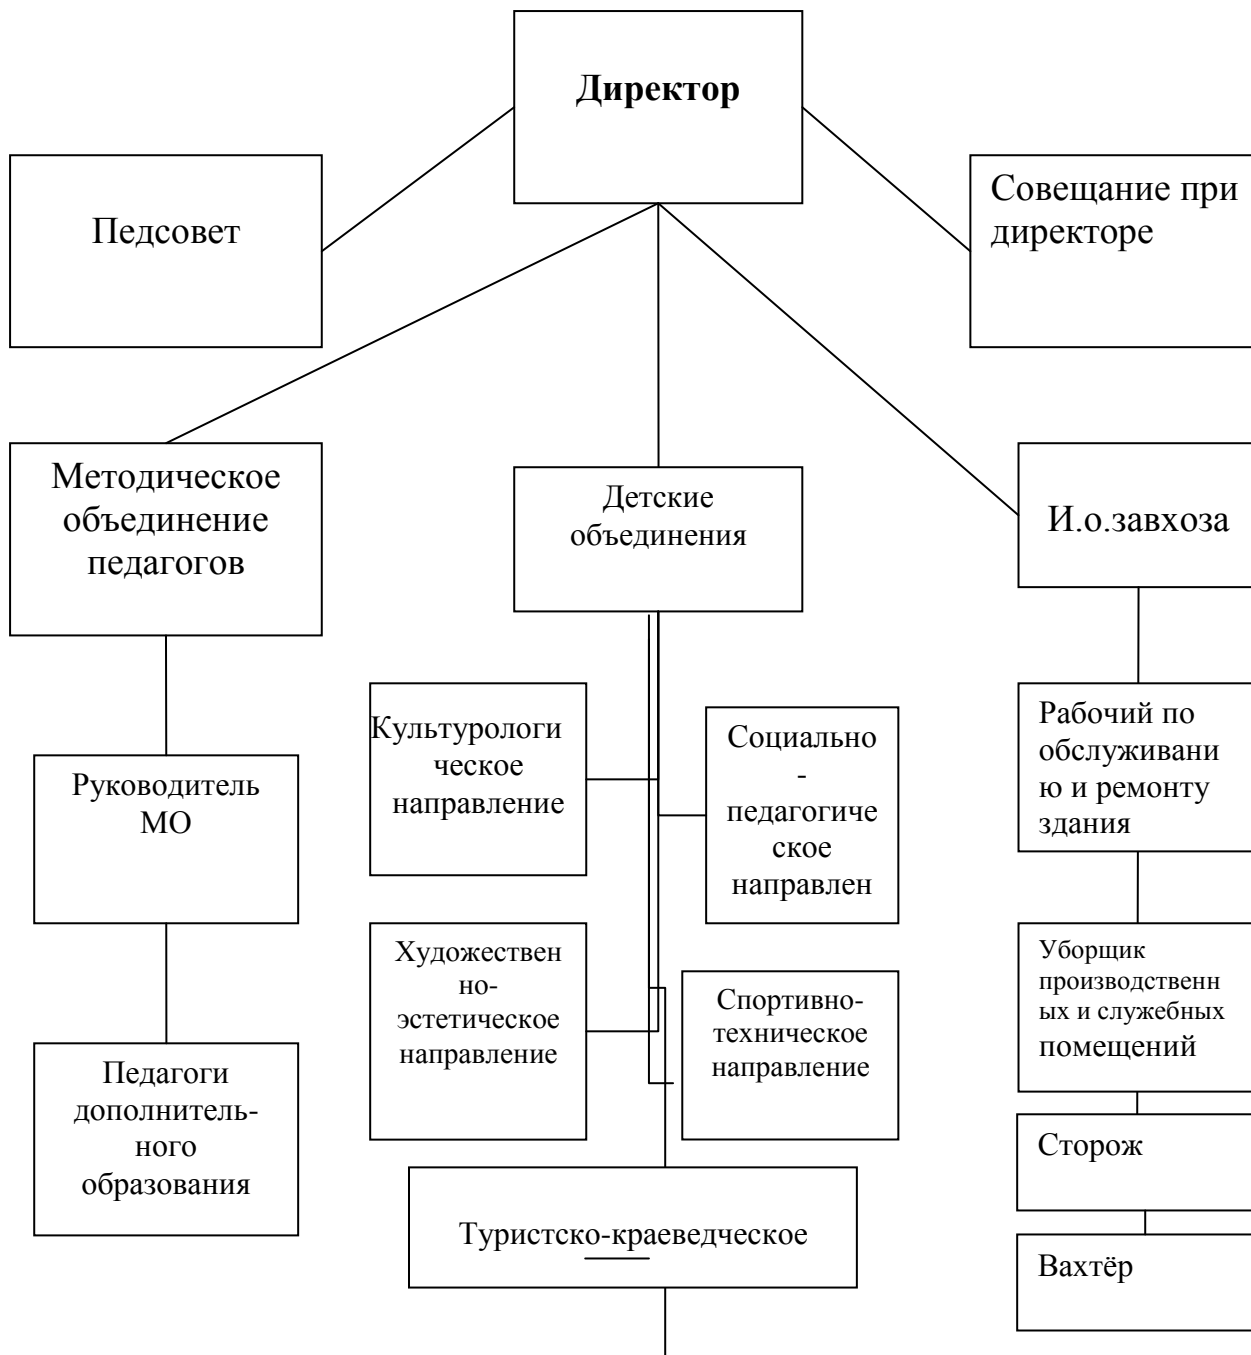 Директор
Педсовет
Совещание при
директоре
Методическое
объединение
педагогов
Детские
объединения
И.о.завхоза
Культурологи
ческое
направление
Социально
-
педагогиче
ское
направлен
Рабочий по
обслуживани
ю и ремонту
здания
Руководитель
МО
Художествен
но-
эстетическое
направление
Спортивно-
техническое
направление
Уборщик
производственн
ых и служебных
помещений
Педагоги
дополнитель-
ного
образования
Сторож
Туристско-краеведческое
Вахтёр